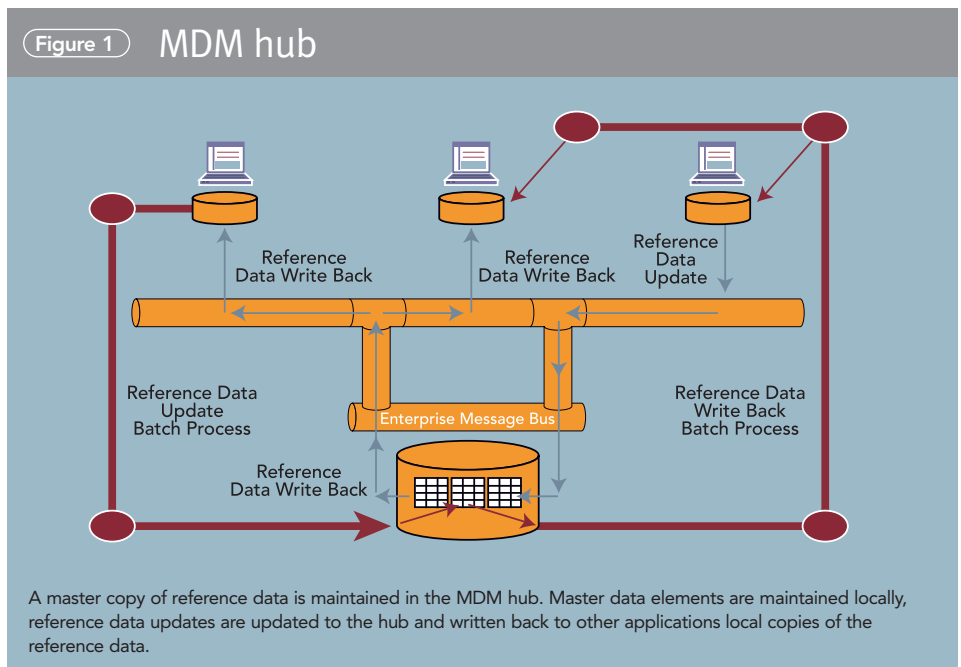 Figure 1 MDM hub
Reference
Data Write Back
Reference
Data Write Back
Reference
Data
Update
Reference Data
Update
Batch Process
Enterprise Message Bus
Reference Data
Write Back
Batch Process
Reference
Data Write Back
A master copy of reference data is maintained in the MDM hub. Master data elements are maintained locally,
reference data updates are updated to the hub and written back to other applications local copies of the
reference data.